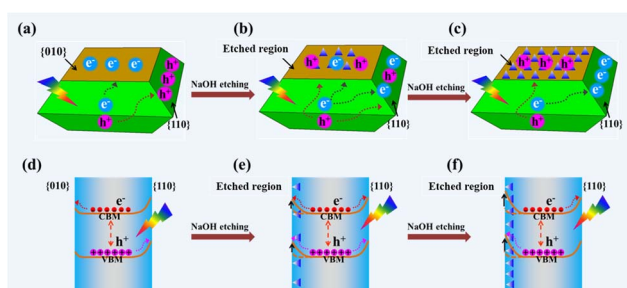 (a)
(b)
(c)
{010}
e⁻ e⁻ e⁻
h⁺
h⁺
h⁺
e⁻
h⁺
{110}
NaOH etching
Etched region
h⁺ e⁻ h⁺
e⁻
e⁻
e⁻
e⁻
h⁺
{110}
NaOH etching
Etched region
h⁺ h⁺ h⁺
e⁻
e⁻
e⁻
e⁻
h⁺
{110}
(d)
(e)
(f)
{010}
{110}
e⁻
CBM
h⁺
VBM
NaOH etching
Etched region
{110}
e⁻
CBM
h⁺
VBM
NaOH etching
Etched region
{110}
e⁻
CBM
h⁺
VBM